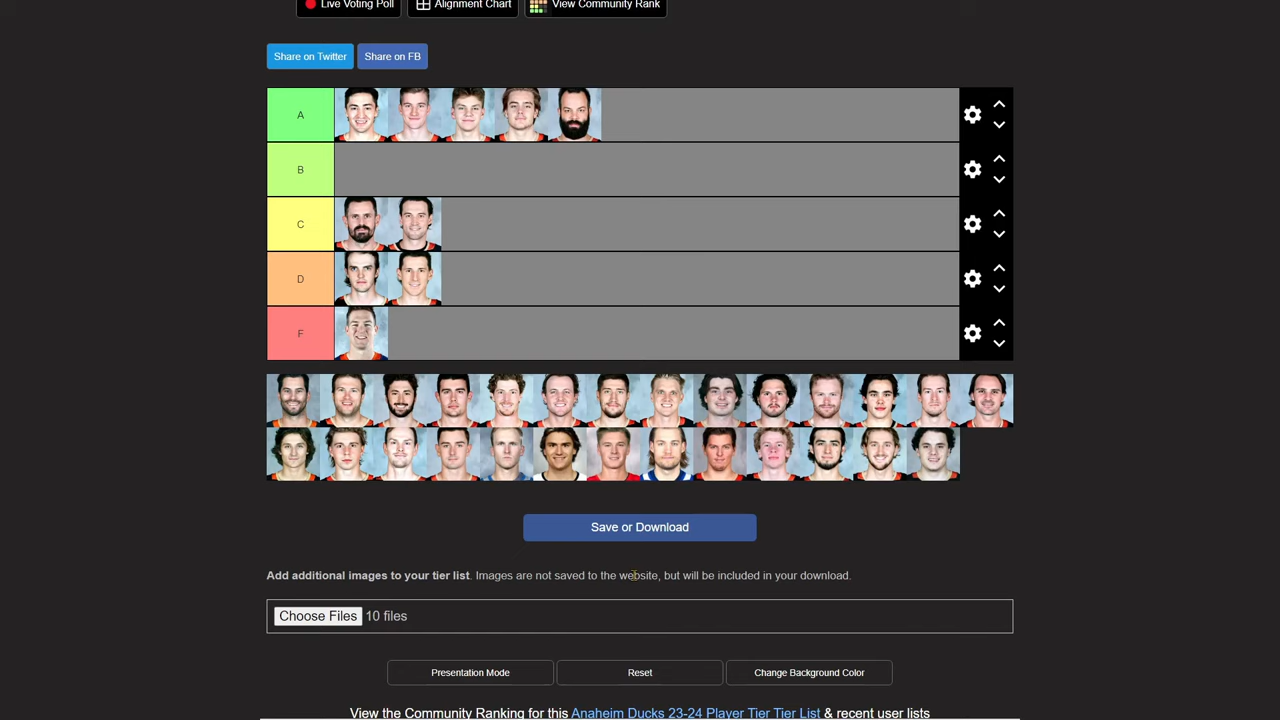 Live Voting Poll Alignment Chart View Community Rank
Share on Twitter Share on FB
A
B
C
D
F
Save or Download
Add additional images to your tier list. Images are not saved to the website, but will be included in your download.
Choose Files 10 files
Presentation Mode Reset Change Background Color
View the Community Ranking for this Anaheim Ducks 23-24 Player Tier Tier List & recent user lists